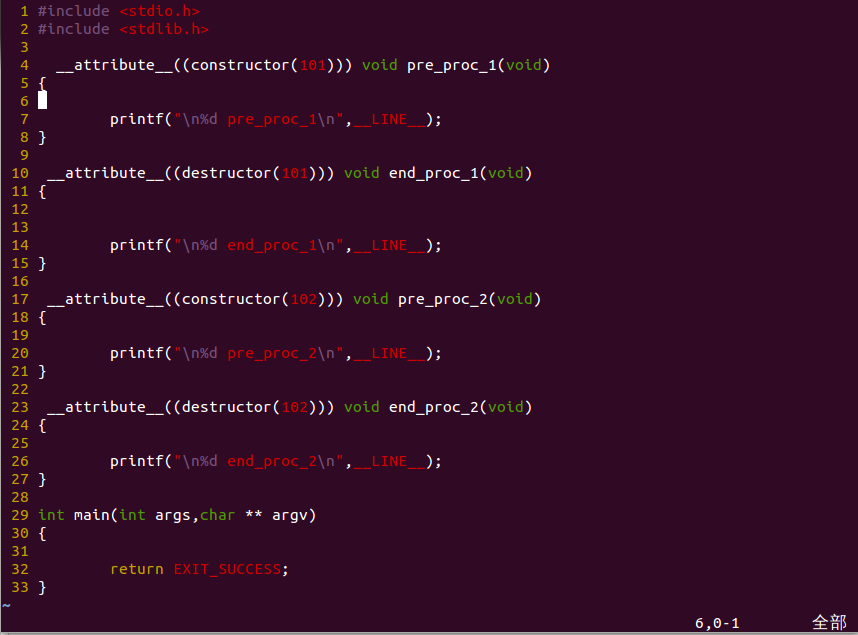 1 #include <stdio.h>
2 #include <stdlib.h>
3
4   __attribute__((constructor(101))) void pre_proc_1(void)
5 {
6
7         printf("\n%d pre_proc_1\n",__LINE__);
8 }
9
10  __attribute__((destructor(101))) void end_proc_1(void)
11 {
12
13
14         printf("\n%d end_proc_1\n",__LINE__);
15 }
16
17  __attribute__((constructor(102))) void pre_proc_2(void)
18 {
19
20         printf("\n%d pre_proc_2\n",__LINE__);
21 }
22
23  __attribute__((destructor(102))) void end_proc_2(void)
24 {
25
26         printf("\n%d end_proc_2\n",__LINE__);
27 }
28
29 int main(int args,char ** argv)
30 {
31
32         return EXIT_SUCCESS;
33 }
~
6,0-1 全部